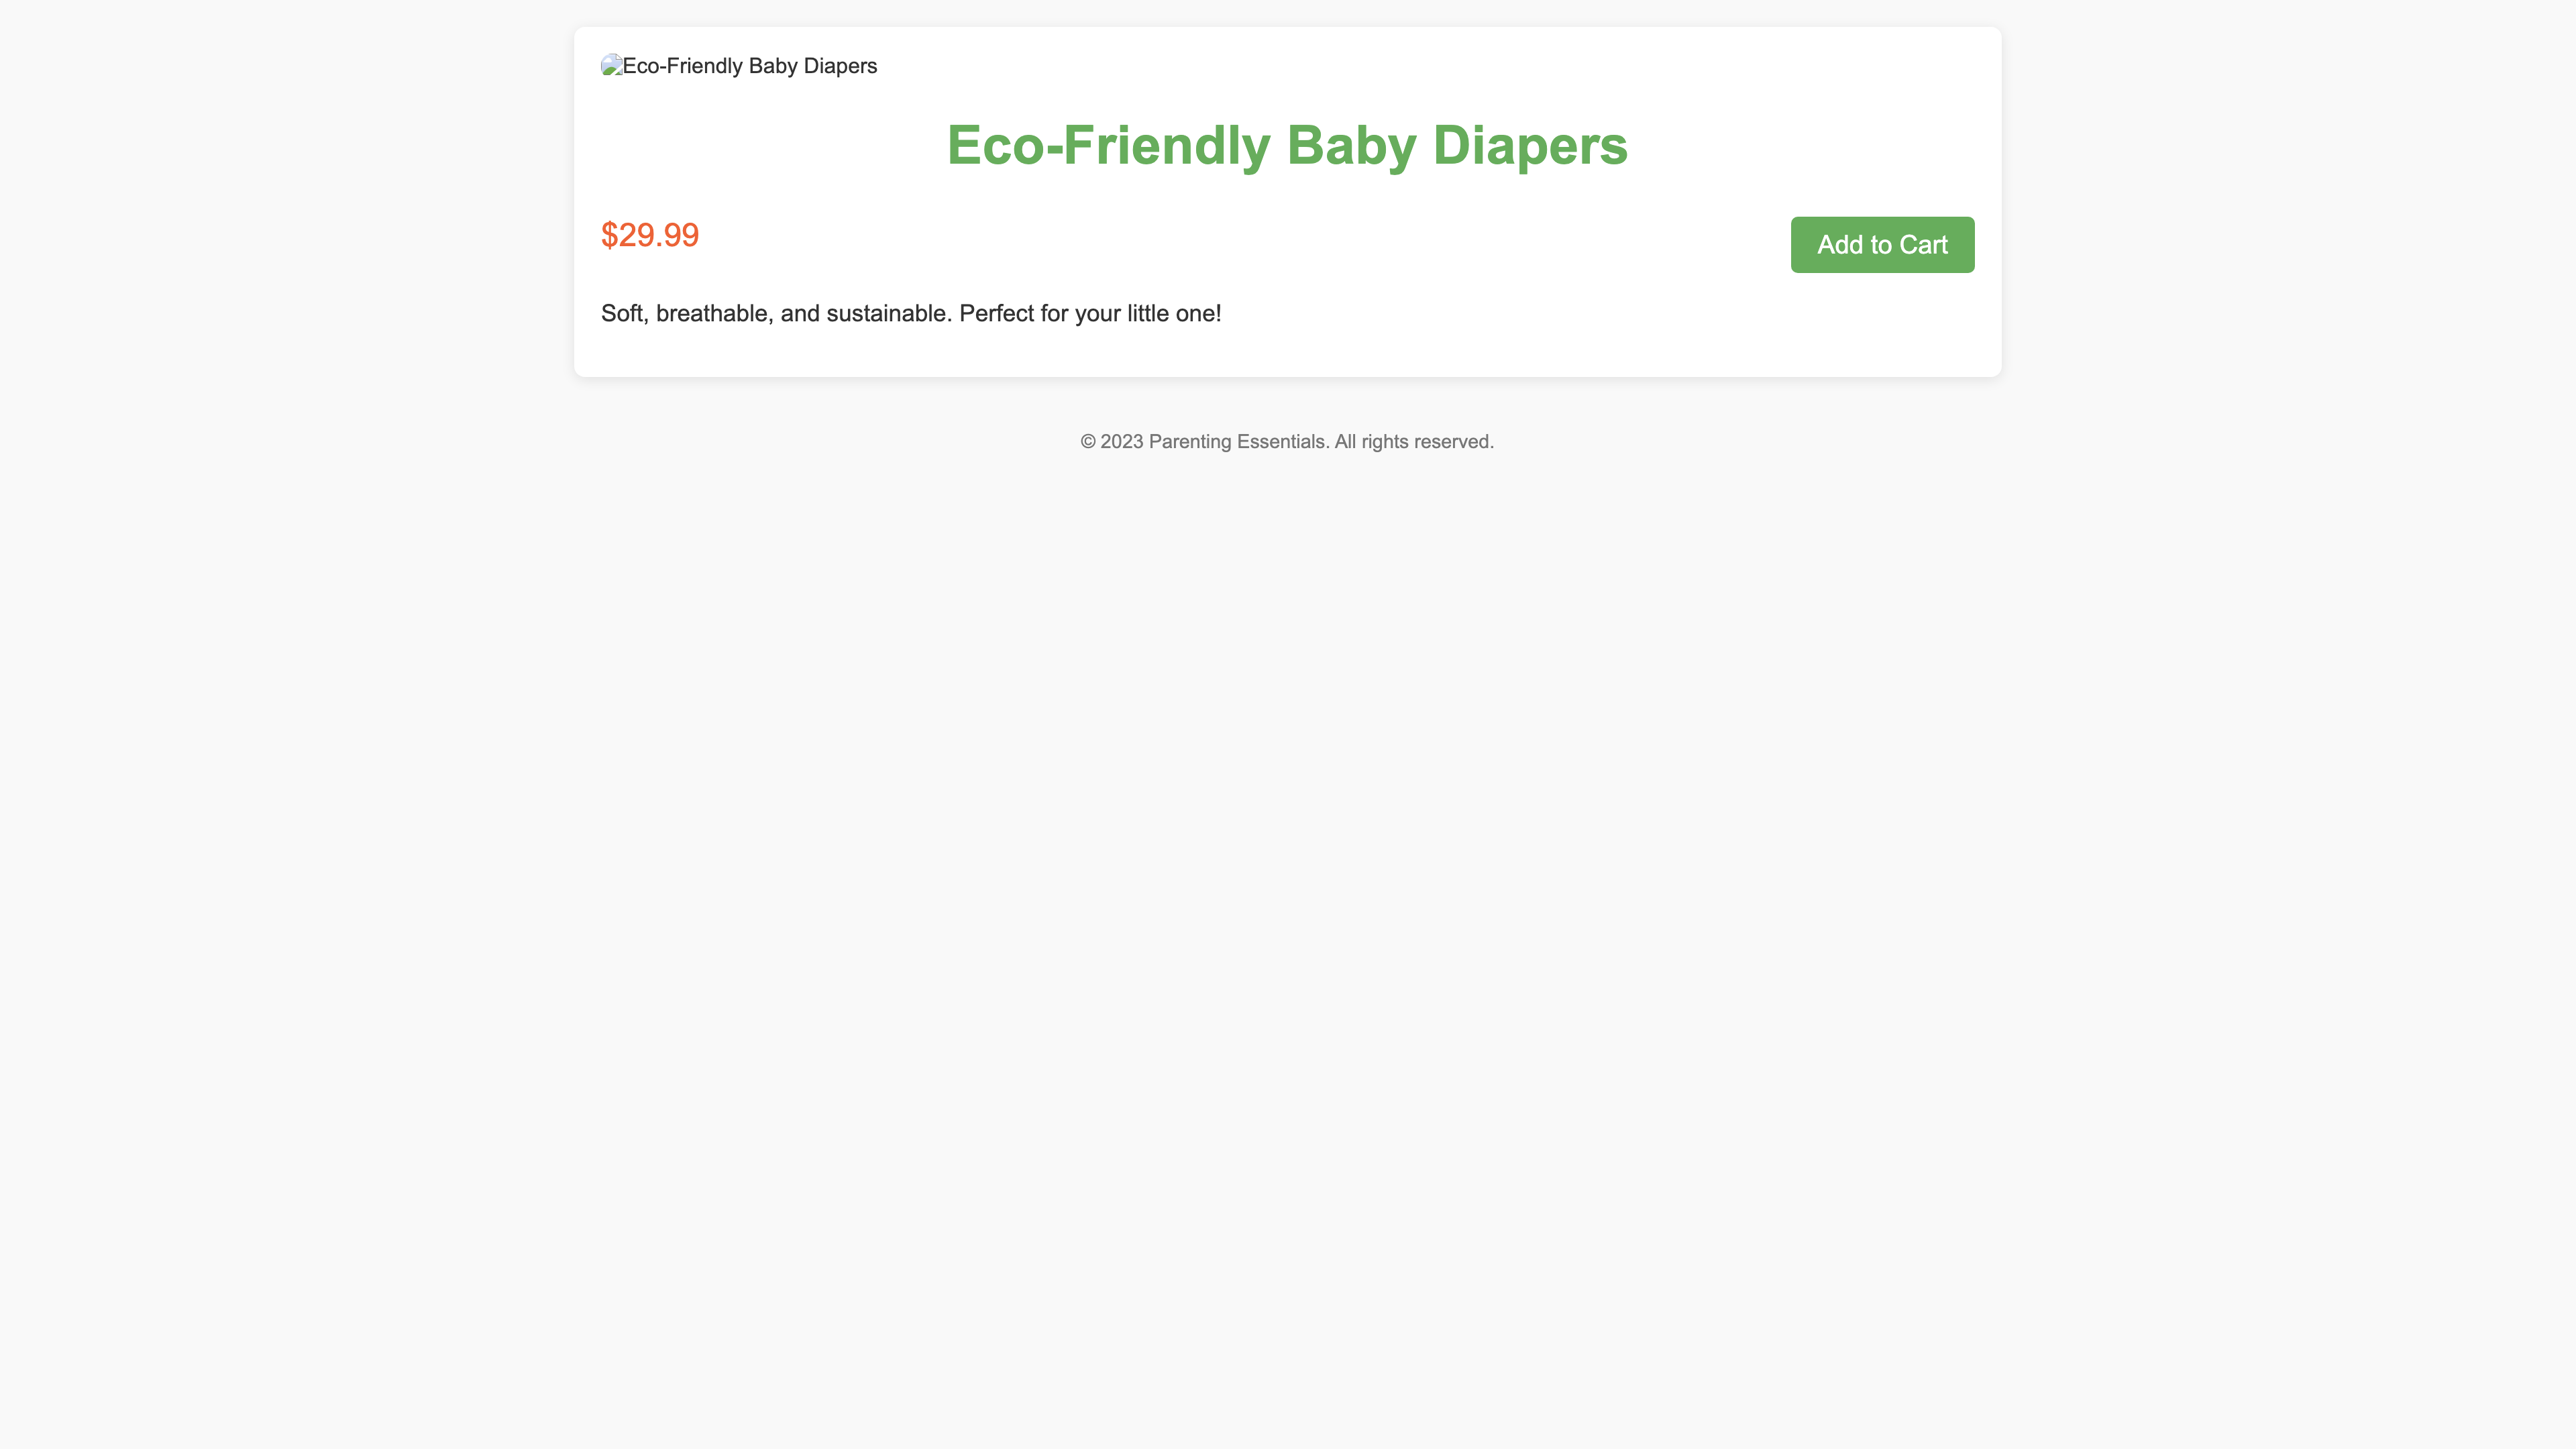 Eco-Friendly Baby Diapers
Eco-Friendly Baby Diapers
$29.99
Add to Cart
Soft, breathable, and sustainable. Perfect for your little one!
© 2023 Parenting Essentials. All rights reserved.